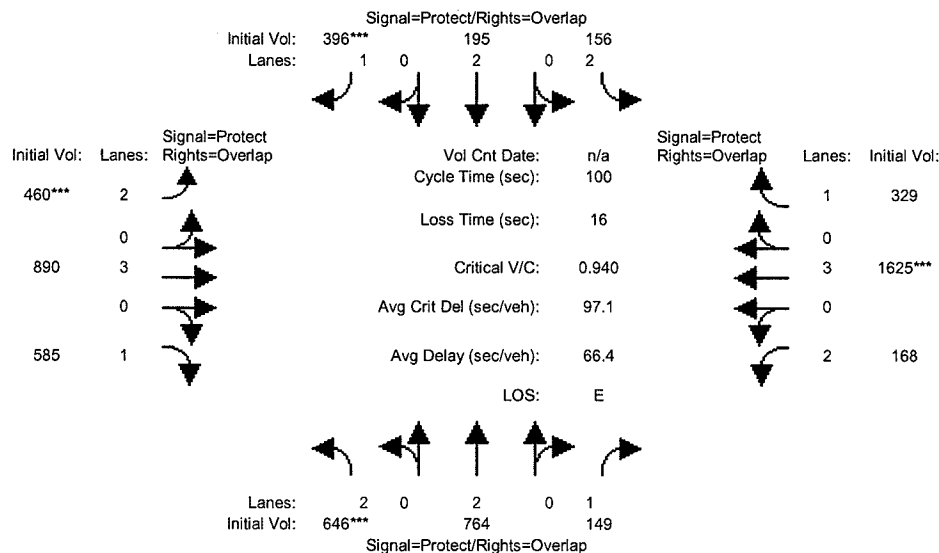 Signal=Protect/Rights=Overlap
Initial Vol: 396*** 195 156
Lanes: 1 0 2 0 2
Signal=Protect
Rights=Overlap
Initial Vol: Lanes:
Vol Cnt Date: n/a
Signal=Protect
Rights=Overlap
Lanes: Initial Vol:
Cycle Time (sec): 100
460*** 2
1 329
Loss Time (sec): 16
0
0
890 3
Critical V/C: 0.940
3 1625***
0
Avg Crit Del (sec/veh): 97.1
0
585 1
Avg Delay (sec/veh): 66.4
2 168
LOS: E
Lanes: 2 0 2 0 1
Initial Vol: 646*** 764 149
Signal=Protect/Rights=Overlap